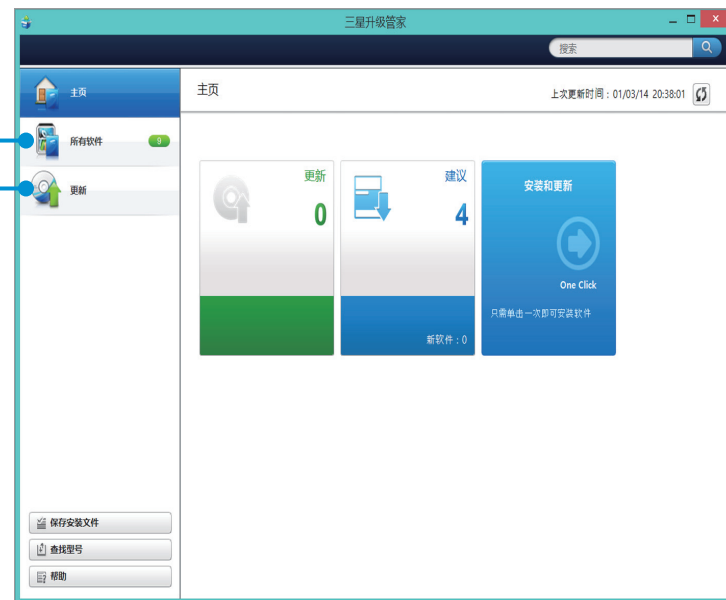 三星升级管家
搜索
主页
所有软件 9
更新
主页
上次更新时间 : 01/03/14 20:38:01
更新
0
建议
4
新软件 : 0
安装和更新
One Click
只需单击一次即可安装软件
保存安装文件
查找型号
帮助